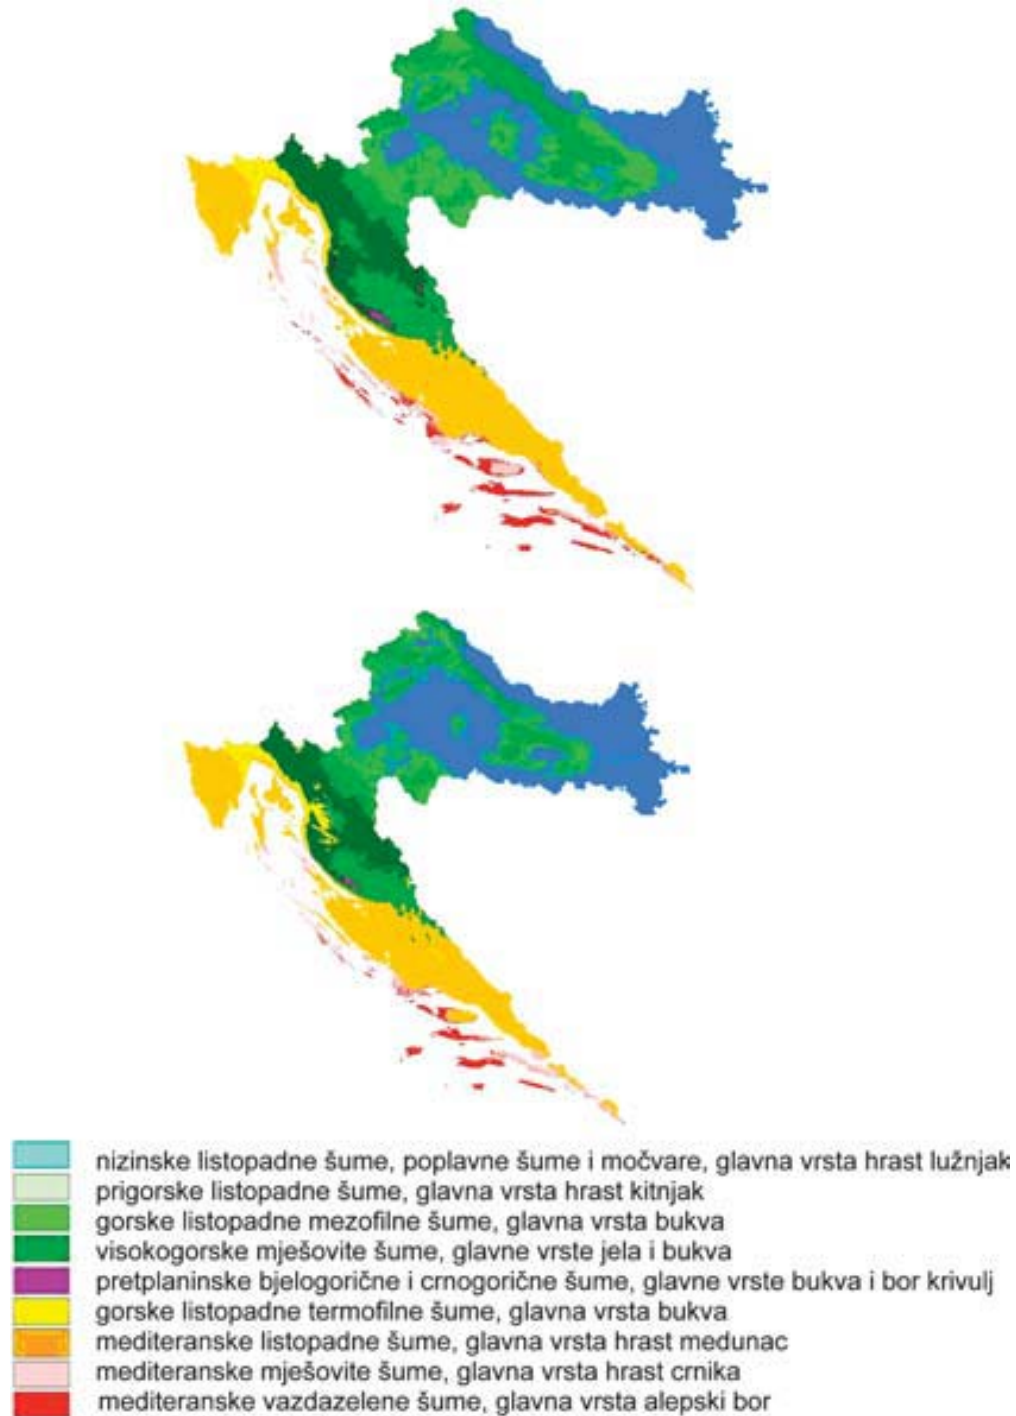 nizinske listopadne šume, poplavne šume i močvare, glavna vrsta hrast lužnjak
prigorske listopadne šume, glavna vrsta hrast kitnjak
gorske listopadne mezofilne šume, glavna vrsta bukva
visokogorske mješovite šume, glavne vrste jela i bukva
pretplaninske bjelogorične i crnogorične šume, glavne vrste bukva i bor krivulj
gorske listopadne termofilne šume, glavna vrsta bukva
mediteranske listopadne šume, glavna vrsta hrast medunac
mediteranske mješovite šume, glavna vrsta hrast crnika
mediteranske vazdazelene šume, glavna vrsta alepski bor